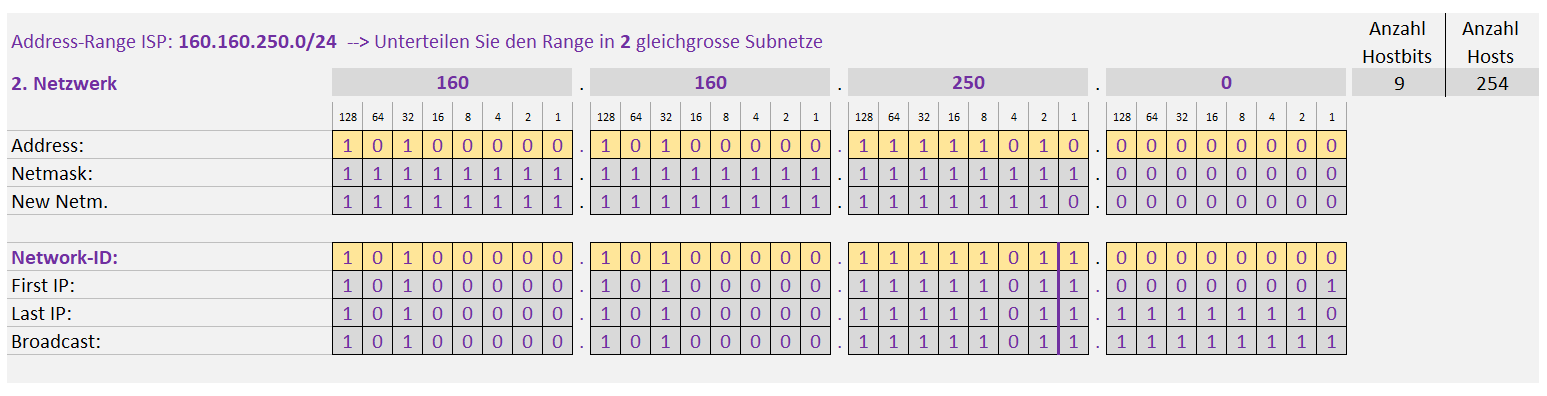 Anzahl Anzahl
Address-Range ISP: 160.160.250.0/24 --> Unterteilen Sie den Range in 2 gleichgrosse Subnetze
Hostbits Hosts
2. Netzwerk 160 . 160 . 250 . 0 9 254
128 64 32 16 8 4 2 1 128 64 32 16 8 4 2 1 128 64 32 16 8 4 2 1 128 64 32 16 8 4 2 1
Address: 1 0 1 0 0 0 0 0 . 1 0 1 0 0 0 0 0 . 1 1 1 1 1 0 1 0 . 0 0 0 0 0 0 0 0
Netmask: 1 1 1 1 1 1 1 1 . 1 1 1 1 1 1 1 1 . 1 1 1 1 1 1 1 1 . 0 0 0 0 0 0 0 0
New Netm. 1 1 1 1 1 1 1 1 . 1 1 1 1 1 1 1 1 . 1 1 1 1 1 1 1 0 . 0 0 0 0 0 0 0 0
Network-ID: 1 0 1 0 0 0 0 0 . 1 0 1 0 0 0 0 0 . 1 1 1 1 1 0 1 1 . 0 0 0 0 0 0 0 0
First IP: 1 0 1 0 0 0 0 0 . 1 0 1 0 0 0 0 0 . 1 1 1 1 1 0 1 1 . 0 0 0 0 0 0 0 1
Last IP: 1 0 1 0 0 0 0 0 . 1 0 1 0 0 0 0 0 . 1 1 1 1 1 0 1 1 . 1 1 1 1 1 1 1 0
Broadcast: 1 0 1 0 0 0 0 0 . 1 0 1 0 0 0 0 0 . 1 1 1 1 1 0 1 1 . 1 1 1 1 1 1 1 1